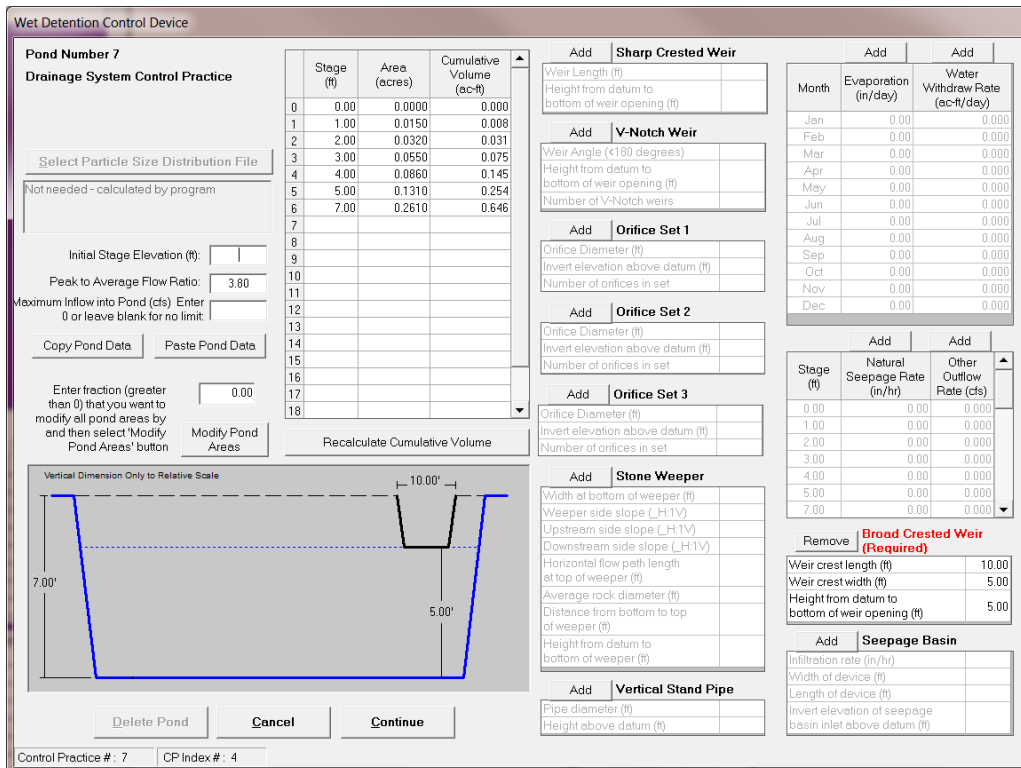 Wet Detention Control Device
Pond Number 7
Drainage System Control Practice
Select Particle Size Distribution File
Not needed - calculated by program
Initial Stage Elevation (ft):
Peak to Average Flow Ratio: 3.80
Maximum Inflow into Pond (cfs) Enter
0 or leave blank for no limit:
Copy Pond Data Paste Pond Data
Enter fraction (greater 0.00
than 0) that you want to
modify all pond areas by
and then select 'Modify
Pond Areas' button
Modify Pond
Areas
Stage
(ft)
Area
(acres)
Cumulative
Volume
(ac-ft)
0 0.00 0.0000 0.000
1 1.00 0.0150 0.008
2 2.00 0.0320 0.031
3 3.00 0.0550 0.075
4 4.00 0.0860 0.145
5 5.00 0.1310 0.254
6 7.00 0.2610 0.646
7
8
9
10
11
12
13
14
15
16
17
18
Recalculate Cumulative Volume
Vertical Dimension Only to Relative Scale
10.00'
7.00'
5.00'
Delete Pond Cancel Continue
Control Practice #: 7 CP Index #: 4
Add Sharp Crested Weir
Weir Length (ft)
Height from datum to
bottom of weir opening (ft)
Add V-Notch Weir
Weir Angle (<180 degrees)
Height from datum to
bottom of weir opening (ft)
Number of V-Notch weirs
Add Orifice Set 1
Orifice Diameter (ft)
Invert elevation above datum (ft)
Number of orifices in set
Add Orifice Set 2
Orifice Diameter (ft)
Invert elevation above datum (ft)
Number of orifices in set
Add Orifice Set 3
Orifice Diameter (ft)
Invert elevation above datum (ft)
Number of orifices in set
Add Stone Weeper
Width at bottom of weeper (ft)
Weeper side slope (_H:1V)
Upstream side slope (_H:1V)
Downstream side slope (_H:1V)
Horizontal flow path length
at top of weeper (ft)
Average rock diameter (ft)
Distance from bottom to top
of weeper (ft)
Height from datum to
bottom of weeper (ft)
Add Vertical Stand Pipe
Pipe diameter (ft)
Height above datum (ft)
Add Add
Month
Evaporation
(in/day)
Water
Withdraw Rate
(ac-ft/day)
Jan 0.00 0.000
Feb 0.00 0.000
Mar 0.00 0.000
Apr 0.00 0.000
May 0.00 0.000
Jun 0.00 0.000
Jul 0.00 0.000
Aug 0.00 0.000
Sep 0.00 0.000
Oct 0.00 0.000
Nov 0.00 0.000
Dec 0.00 0.000
Add Add
Stage
(ft)
Natural
Seepage Rate
(in/hr)
Other
Outflow
Rate (cfs)
0.00 0.00 0.000
1.00 0.00 0.000
2.00 0.00 0.000
3.00 0.00 0.000
4.00 0.00 0.000
5.00 0.00 0.000
7.00 0.00 0.000
Remove Broad Crested Weir
(Required)
Weir crest length (ft) 10.00
Weir crest width (ft) 5.00
Height from datum to
bottom of weir opening (ft) 5.00
Add Seepage Basin
Infiltration rate (in/hr)
Width of device (ft)
Length of device (ft)
Invert elevation of seepage
basin inlet above datum (ft)